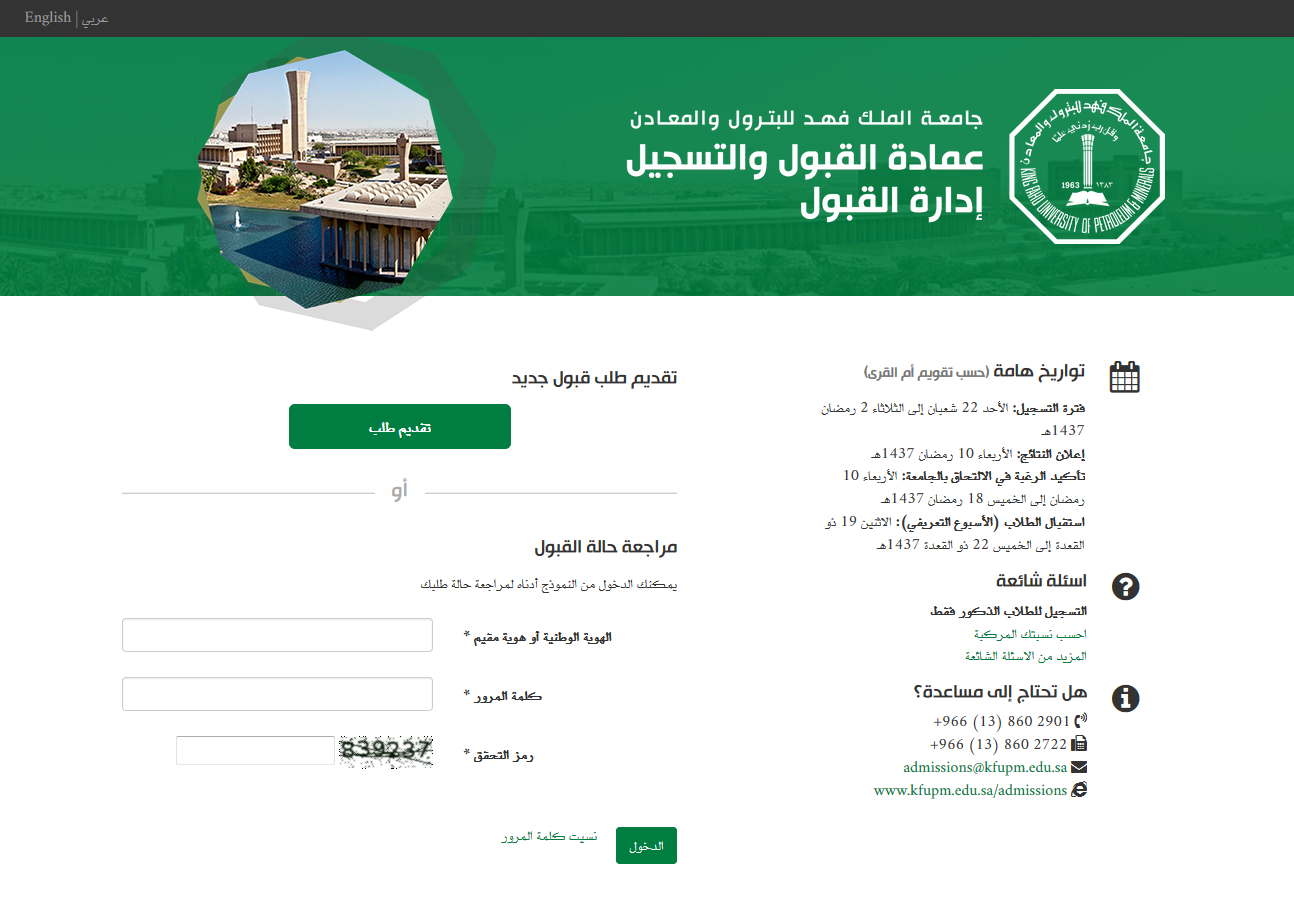 English | عربي
جامعة الملك فهد للبترول والمعادن
عمادة القبول والتسجيل
إدارة القبول
جامعة الملك فهد للبترول والمعادن
وقل رب زدني علمًا
1963 ١٣٨٣
KING FAHD UNIVERSITY OF PETROLEUM & MINERALS
تواريخ هامة (حسب تقويم أم القرى)
فترة التسجيل: الأحد 22 شعبان إلى الثلاثاء 2 رمضان
1437هـ
إعلان النتائج: الأربعاء 10 رمضان 1437هـ
تأكيد الرغبة في الالتحاق بالجامعة: الأربعاء 10
رمضان إلى الخميس 18 رمضان 1437هـ
استقبال الطلاب (الأسبوع التعريفي): الاثنين 19 ذو
القعدة إلى الخميس 22 ذو القعدة 1437هـ
اسئلة شائعة
التسجيل للطلاب الذكور فقط
احسب نسبتك المركبة
المزيد من الاسئلة الشائعة
هل تحتاج إلى مساعدة؟
+966 (13) 860 2901
+966 (13) 860 2722
admissions@kfupm.edu.sa
www.kfupm.edu.sa/admissions
تقديم طلب قبول جديد
تقديم طلب
أو
مراجعة حالة القبول
يمكنك الدخول من النموذج أدناه لمراجعة حالة طلبك
الهوية الوطنية أو هوية مقيم *
كلمة المرور *
رمز التحقق * 839237
الدخول نسيت كلمة المرور